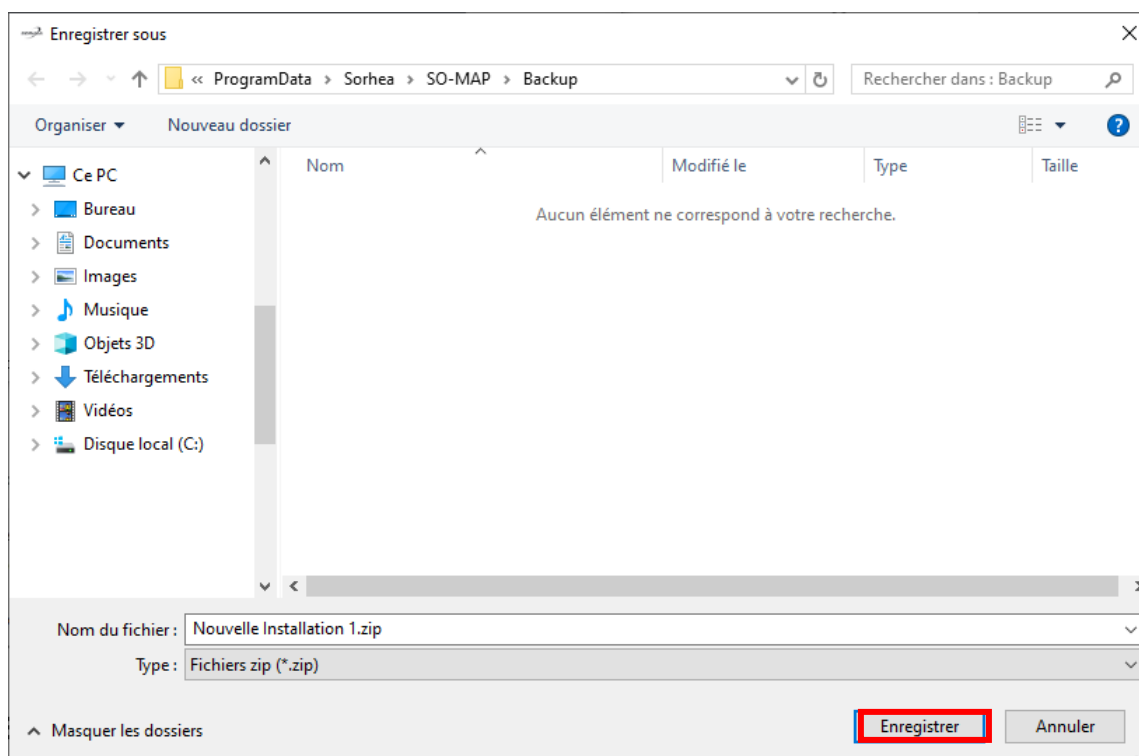 Enregistrer sous
« ProgramData › Sorhea › SO-MAP › Backup
Rechercher dans : Backup
Organiser
Nouveau dossier
?
Nom
Modifié le
Type
Taille
Aucun élément ne correspond à votre recherche.
Ce PC
Bureau
Documents
Images
Musique
Objets 3D
Téléchargements
Vidéos
Disque local (C:)
Nom du fichier : Nouvelle Installation 1.zip
Type : Fichiers zip (*.zip)
Masquer les dossiers
Enregistrer
Annuler